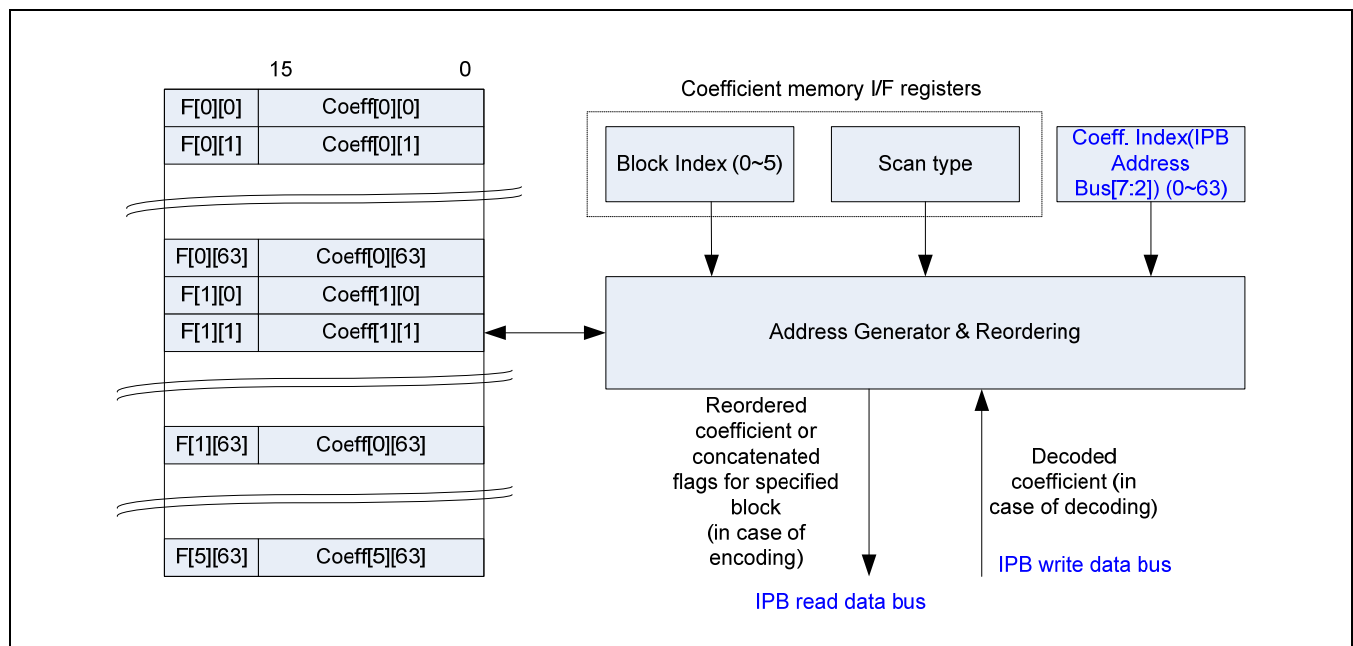 15 0
F[0][0] Coeff[0][0]
F[0][1] Coeff[0][1]
F[0][63] Coeff[0][63]
F[1][0] Coeff[1][0]
F[1][1] Coeff[1][1]
F[1][63] Coeff[0][63]
F[5][63] Coeff[5][63]
Coefficient memory I/F registers
Block Index (0~5)
Scan type
Coeff. Index(IPB
Address
Bus[7:2]) (0~63)
Address Generator & Reordering
Reordered
coefficient or
concatenated
flags for specified
block
(in case of
encoding)
IPB read data bus
Decoded
coefficient (in
case of decoding)
IPB write data bus